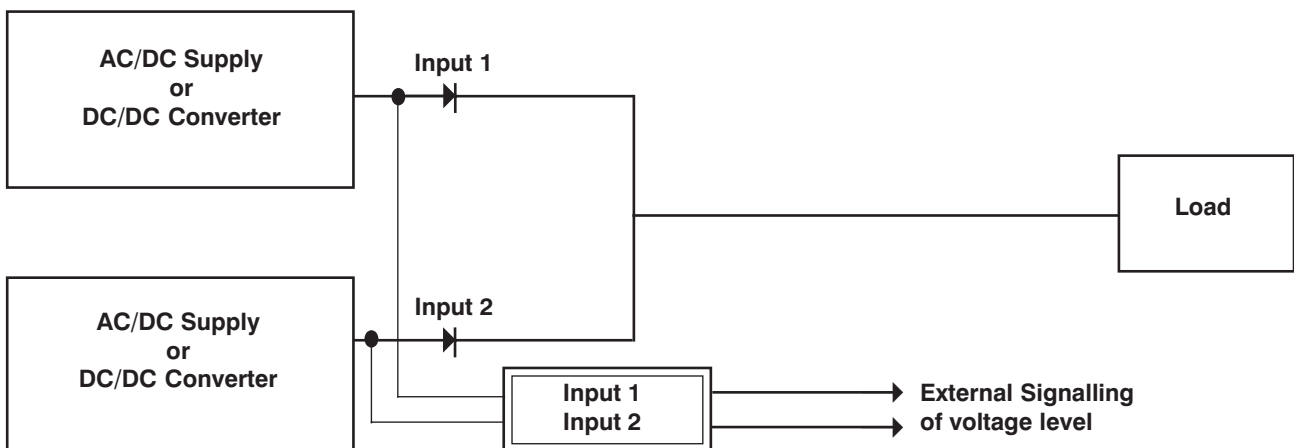 AC/DC Supply
or
DC/DC Converter
Input 1
Load
AC/DC Supply
or
DC/DC Converter
Input 2
Input 1
Input 2
External Signalling
of voltage level